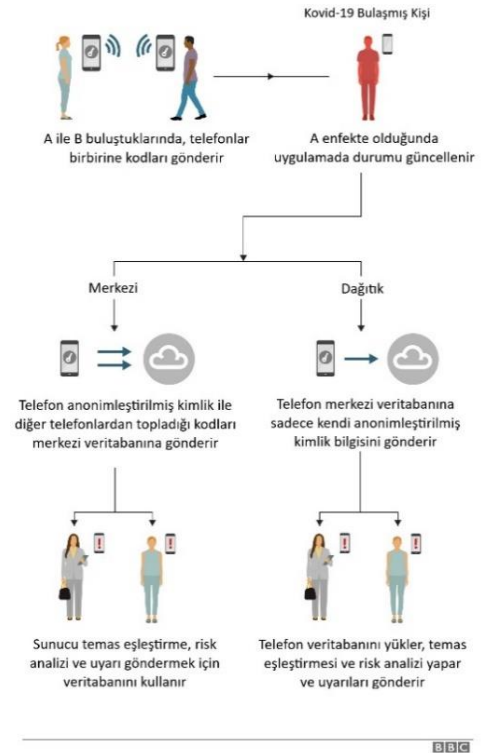 Kovid-19 Bulaşmış Kişi
A ile B buluştuklarında, telefonlar
birbirine kodları gönderir
A enfekte olduğunda
uygulamada durumu güncellenir
Merkezi
Dağıtık
Telefon anonimleştirilmiş kimlik ile
diğer telefonlardan topladığı kodları
merkezi veritabanına gönderir
Telefon merkezi veritabanına
sadece kendi anonimleştirilmiş
kimlik bilgisini gönderir
Sunucu temas eşleştirme, risk
analizi ve uyarı göndermek için
veritabanını kullanır
Telefon veritabanını yükler, temas
eşleştirmesi ve risk analizi yapar
ve uyarıları gönderir
BBC